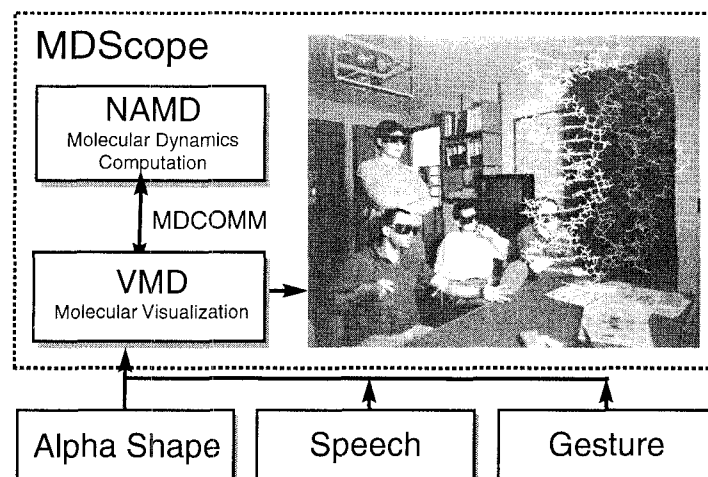 MDScope
NAMD
Molecular Dynamics
Computation
MDCOMM
VMD
Molecular Visualization
Alpha Shape
Speech
Gesture